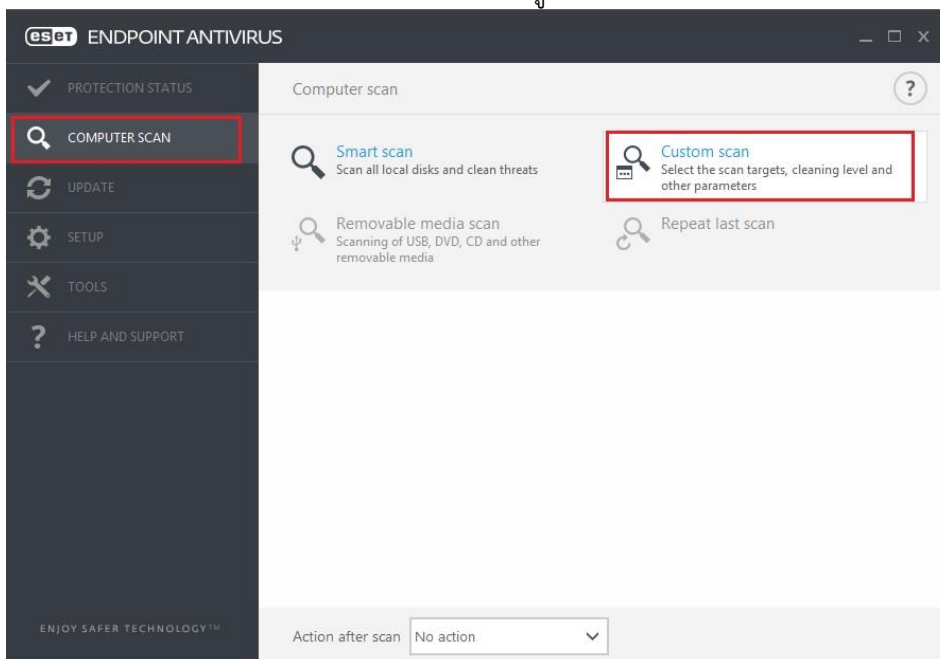 eset ENDPOINT ANTIVIRUS
PROTECTION STATUS
COMPUTER SCAN
UPDATE
SETUP
TOOLS
HELP AND SUPPORT
ENJOY SAFER TECHNOLOGY™
Computer scan
?
Smart scan
Scan all local disks and clean threats
Custom scan
Select the scan targets, cleaning level and
other parameters
Removable media scan
Scanning of USB, DVD, CD and other
removable media
Repeat last scan
Action after scan No action